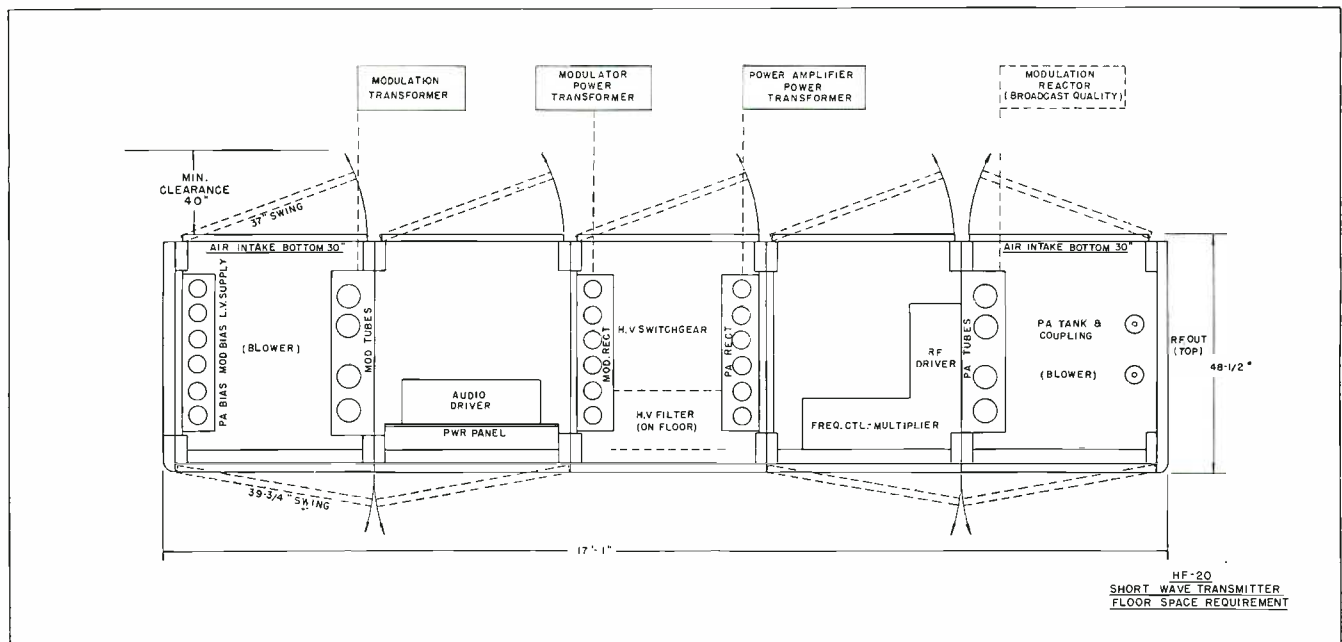 MODULATION
TRANSFORMER
MODULATOR
POWER
TRANSFORMER
POWER AMPLIFIER
POWER
TRANSFORMER
MODULATION
REACTOR
(BROADCAST QUALITY)
MIN.
CLEARANCE
40"
37" SWING
AIR INTAKE BOTTOM 30"
AIR INTAKE BOTTOM 30"
PA BIAS MOD BIAS L.V. SUPPLY
(BLOWER)
MOD TUBES
AUDIO
DRIVER
PWR PANEL
MOD. RECT
H.V SWITCHGEAR
H.V FILTER
(ON FLOOR)
PA RECT
RF
DRIVER
FREQ. CTL.- MULTIPLIER
PA TUBES
PA TANK &
COUPLING
(BLOWER)
RF OUT
(TOP)
48-1/2"
39-3/4" SWING
17'-1"
HF-20
SHORT WAVE TRANSMITTER
FLOOR SPACE REQUIREMENT